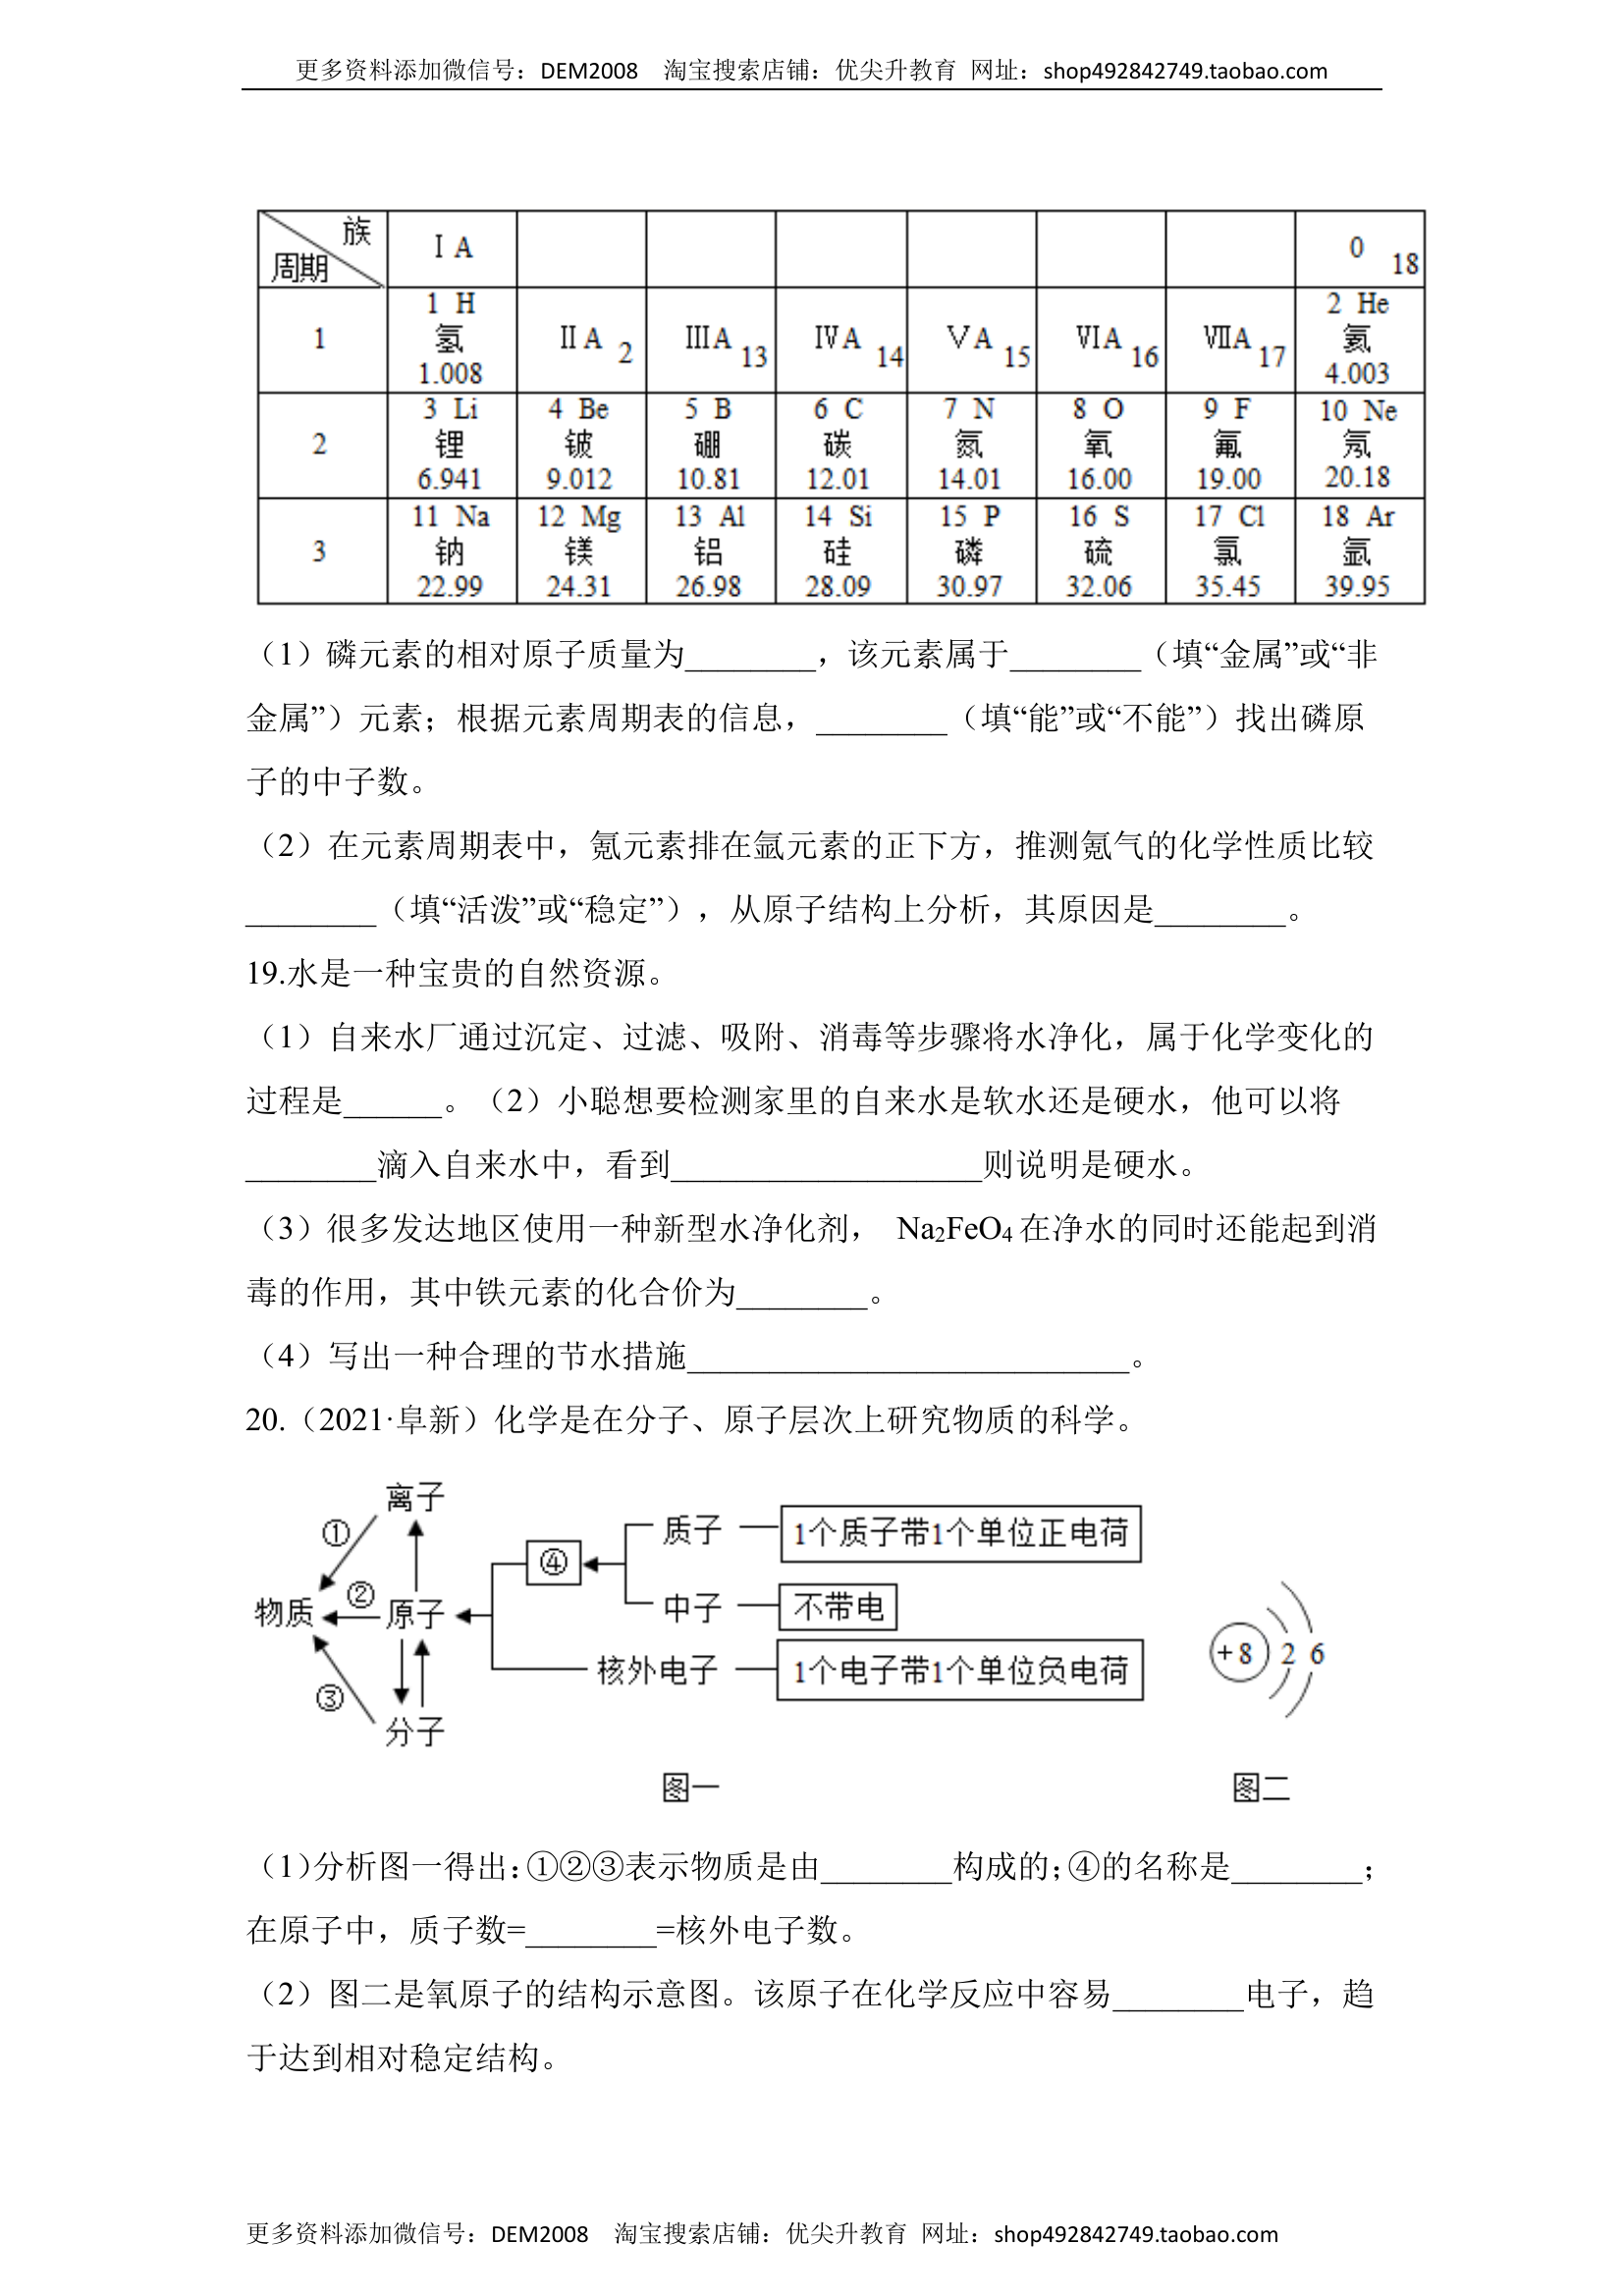 更多资料添加微信号：DEM2008 淘宝搜索店铺：优尖升教育 网址：shop492842749.taobao.com
族 周期 ⅠA 0 18
1 1 H 氢 1.008 ⅡA 2 ⅢA 13 ⅣA 14 ⅤA 15 ⅥA 16 ⅦA 17 2 He 氦 4.003
2 3 Li 锂 6.941 4 Be 铍 9.012 5 B 硼 10.81 6 C 碳 12.01 7 N 氮 14.01 8 O 氧 16.00 9 F 氟 19.00 10 Ne 氖 20.18
3 11 Na 钠 22.99 12 Mg 镁 24.31 13 Al 铝 26.98 14 Si 硅 28.09 15 P 磷 30.97 16 S 硫 32.06 17 Cl 氯 35.45 18 Ar 氩 39.95
（1）磷元素的相对原子质量为________，该元素属于________（填“金属”或“非
金属”）元素；根据元素周期表的信息，________（填“能”或“不能”）找出磷原
子的中子数。
（2）在元素周期表中，氪元素排在氩元素的正下方，推测氪气的化学性质比较
________（填“活泼”或“稳定”），从原子结构上分析，其原因是________。
19.水是一种宝贵的自然资源。
（1）自来水厂通过沉定、过滤、吸附、消毒等步骤将水净化，属于化学变化的
过程是______。（2）小聪想要检测家里的自来水是软水还是硬水，他可以将
________滴入自来水中，看到___________________则说明是硬水。
（3）很多发达地区使用一种新型水净化剂， Na₂FeO₄在净水的同时还能起到消
毒的作用，其中铁元素的化合价为________。
（4）写出一种合理的节水措施___________________________。
20.（2021·阜新）化学是在分子、原子层次上研究物质的科学。
离子
① 质子 1个质子带1个单位正电荷
④
物质 ② 原子 中子 不带电
核外电子 1个电子带1个单位负电荷
③
分子
+8 2 6
图一 图二
（1）分析图一得出：①②③表示物质是由________构成的；④的名称是________；
在原子中，质子数=________=核外电子数。
（2）图二是氧原子的结构示意图。该原子在化学反应中容易________电子，趋
于达到相对稳定结构。
更多资料添加微信号：DEM2008 淘宝搜索店铺：优尖升教育 网址：shop492842749.taobao.com